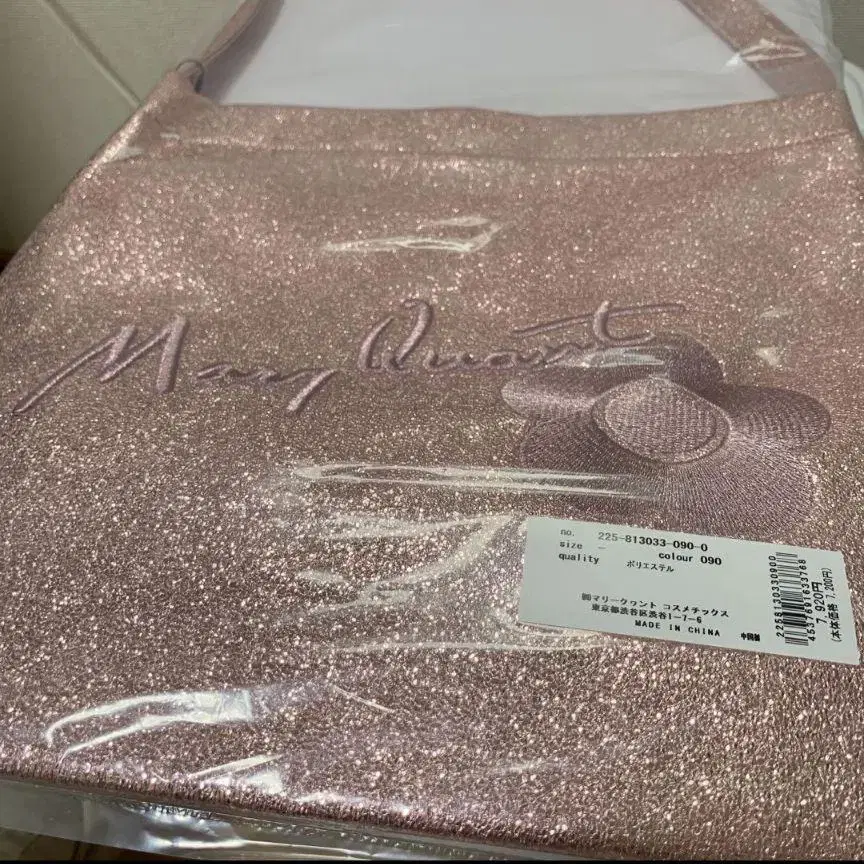 Mary Quant
no. 225-813033-090-0
size －
colour 090
quality ポリエステル
㈱マリークヮント コスメチックス
東京都渋谷区渋谷1-7-6
MADE IN CHINA 中国製
2258130330900
4537691633768
7,920円
(本体価格 7,200円)